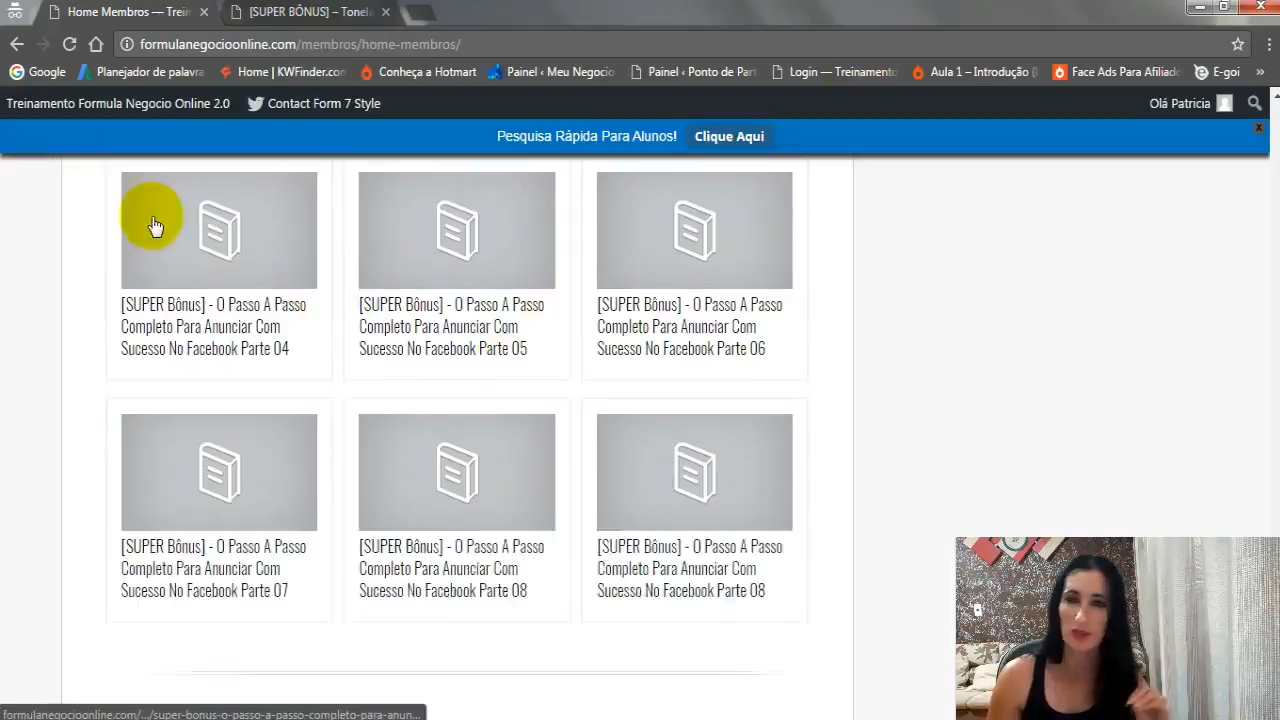 Home Membros — Trein
[SUPER BÔNUS] – Tonela
formulanegocioonline.com/membros/home-membros/
Google
Planejador de palavra
Home | KWFinder.com
Conheça a Hotmart
Painel ‹ Meu Negocio
Painel ‹ Ponto de Part
Login — Treinamento
Aula 1 – Introdução (
Face Ads Para Afiliado
E-goi
»
Treinamento Formula Negocio Online 2.0
Contact Form 7 Style
Olá Patricia
Pesquisa Rápida Para Alunos! Clique Aqui
X
[SUPER Bônus] - O Passo A Passo
Completo Para Anunciar Com
Sucesso No Facebook Parte 04
[SUPER Bônus] - O Passo A Passo
Completo Para Anunciar Com
Sucesso No Facebook Parte 05
[SUPER Bônus] - O Passo A Passo
Completo Para Anunciar Com
Sucesso No Facebook Parte 06
[SUPER Bônus] - O Passo A Passo
Completo Para Anunciar Com
Sucesso No Facebook Parte 07
[SUPER Bônus] - O Passo A Passo
Completo Para Anunciar Com
Sucesso No Facebook Parte 08
[SUPER Bônus] - O Passo A Passo
Completo Para Anunciar Com
Sucesso No Facebook Parte 08
formulanegocioonline.com/.../super-bonus-o-passo-a-passo-completo-para-anun...